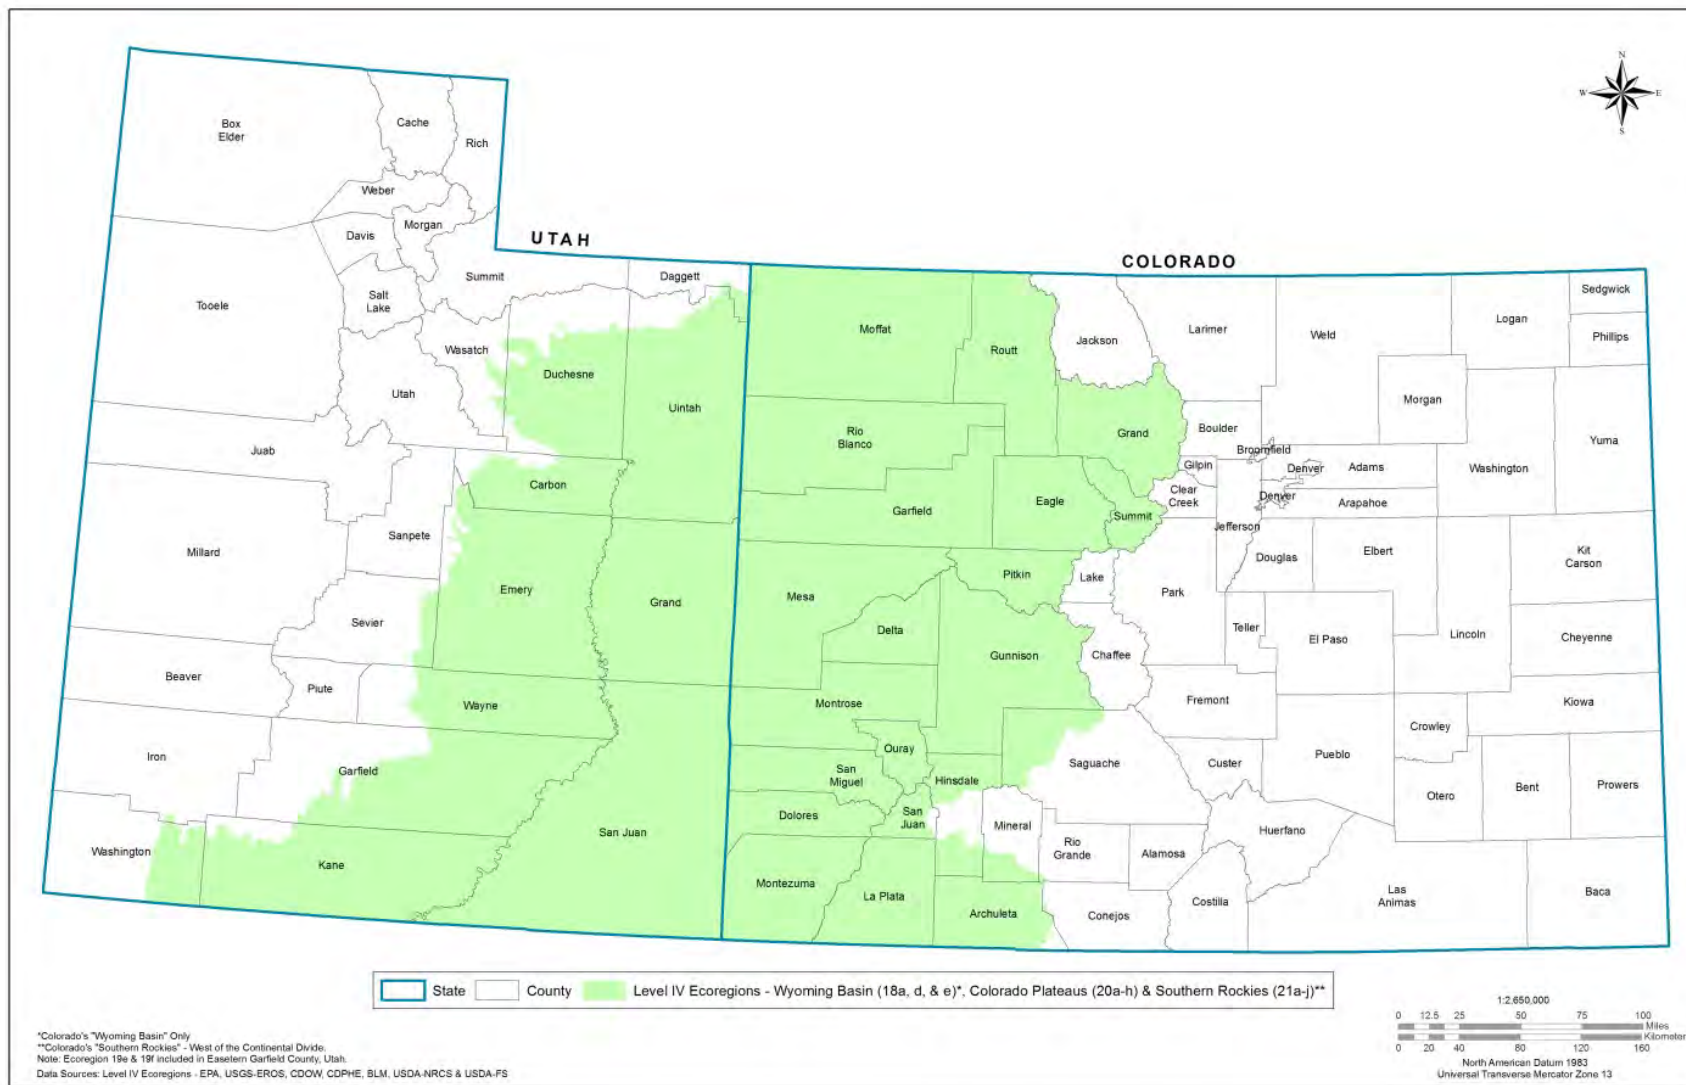 N
W E
S
UTAH
COLORADO
Box
Elder
Cache
Rich
Weber
Morgan
Davis
Summit
Daggett
Salt
Lake
Tooele
Wasatch
Utah
Duchesne
Uintah
Juab
Carbon
Sanpete
Millard
Emery
Grand
Sevier
Beaver
Piute
Wayne
Iron
Garfield
Washington
Kane
San Juan
Moffat
Routt
Jackson
Larimer
Weld
Logan
Sedgwick
Phillips
Morgan
Rio
Blanco
Grand
Boulder
Broomfield
Gilpin
Denver
Adams
Washington
Yuma
Garfield
Eagle
Summit
Clear
Creek
Denver
Arapahoe
Jefferson
Douglas
Elbert
Kit
Carson
Mesa
Pitkin
Lake
Park
Delta
Gunnison
Chaffee
Teller
El Paso
Lincoln
Cheyenne
Montrose
Fremont
Kiowa
Ouray
Crowley
San
Miguel
Hinsdale
Saguache
Custer
Pueblo
Otero
Bent
Prowers
Dolores
San
Juan
Mineral
Rio
Grande
Alamosa
Huerfano
Montezuma
La Plata
Archuleta
Conejos
Costilla
Las
Animas
Baca
State County Level IV Ecoregions - Wyoming Basin (18a, d, & e)*, Colorado Plateaus (20a-h) & Southern Rockies (21a-j)**
*Colorado's "Wyoming Basin" Only
**Colorado's "Southern Rockies" - West of the Continental Divide.
Note: Ecoregion 19e & 19f included in Easetern Garfield County, Utah.
Data Sources: Level IV Ecoregions - EPA, USGS-EROS, CDOW, CDPHE, BLM, USDA-NRCS & USDA-FS
1:2,650,000
0 12.5 25 50 75 100
Miles
Kilometer
0 20 40 80 120 160
North American Datum 1983
Universal Transverse Mercator Zone 13